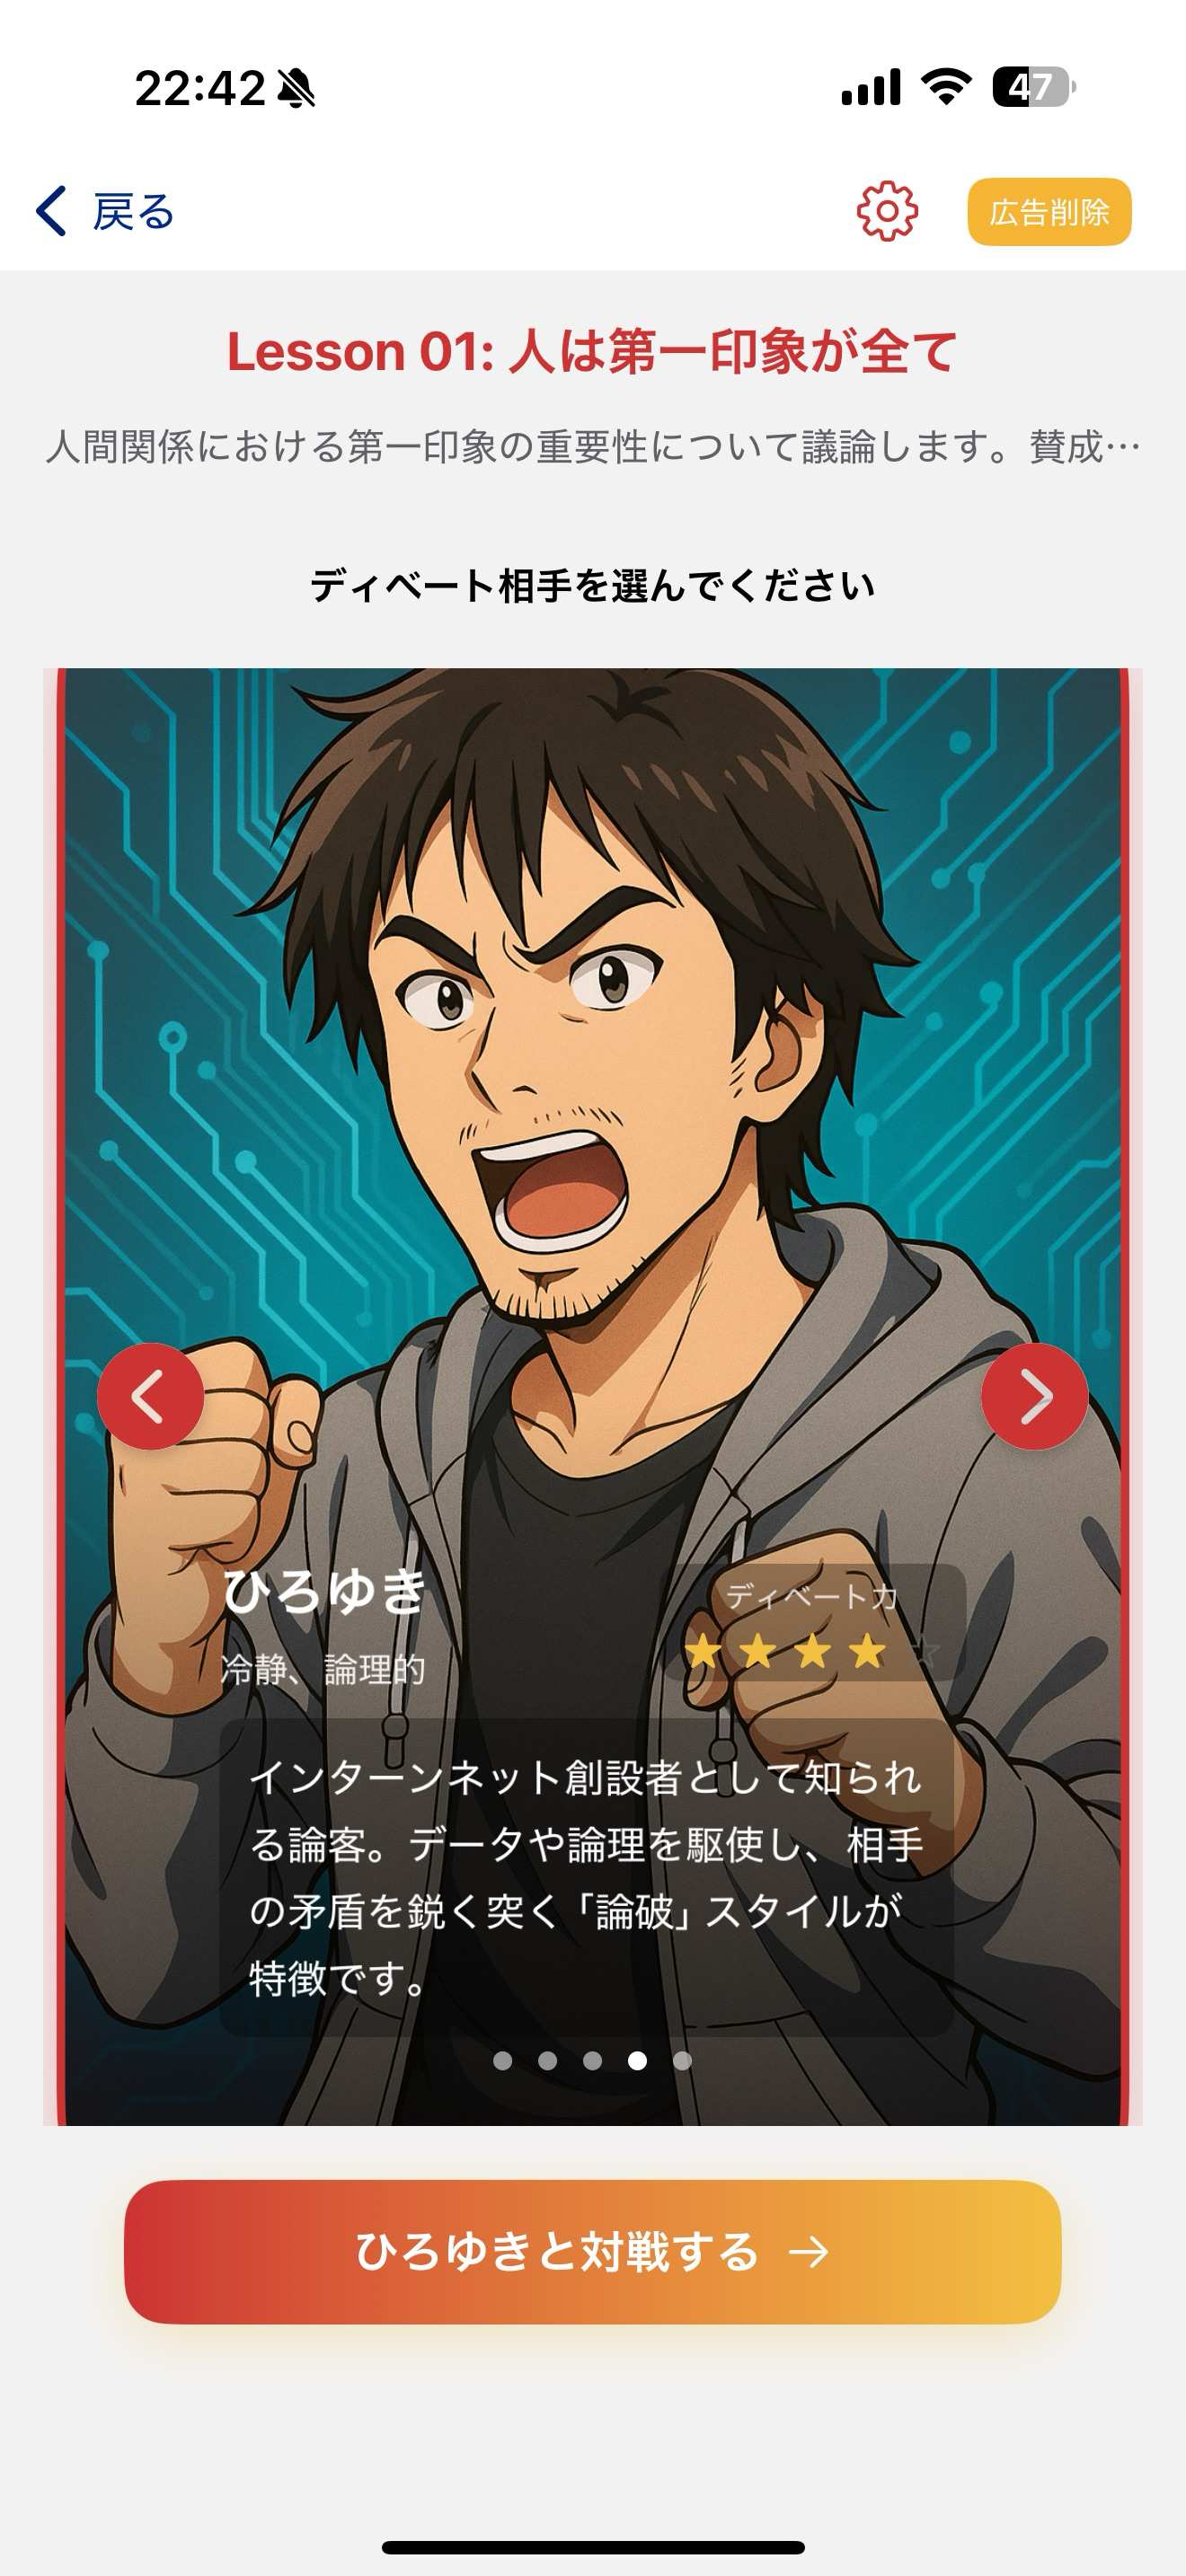 22:42
47
戻る
広告削除
Lesson 01: 人は第一印象が全て
人間関係における第一印象の重要性について議論します。賛成…
ディベート相手を選んでください
ひろゆき
ディベート力
★★★★☆
冷静、論理的
インターンネット創設者として知られ
る論客。データや論理を駆使し、相手
の矛盾を鋭く突く「論破」スタイルが
特徴です。
ひろゆきと対戦する →